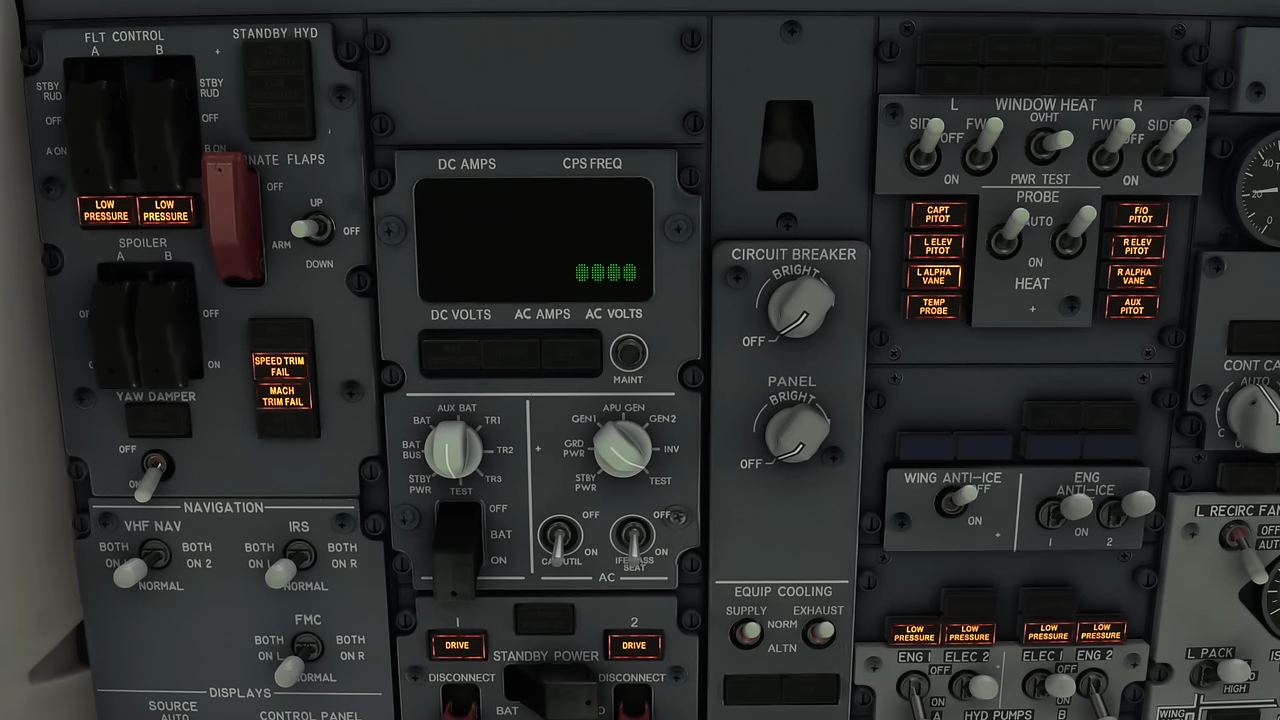 FLT CONTROL
A B
STBY RUD
STBY RUD
OFF
OFF
A ON
B ON
STANDBY HYD
LOW PRESSURE
LOW PRESSURE
NATE FLAPS
OFF
ARM
UP
OFF
DOWN
SPOILER
A B
OFF
ON
SPEED TRIM FAIL
MACH TRIM FAIL
YAW DAMPER
OFF
ON
NAVIGATION
VHF NAV
BOTH ON
BOTH ON 2
NORMAL
IRS
BOTH ON L
BOTH ON R
NORMAL
FMC
BOTH ON L
BOTH ON R
NORMAL
DISPLAYS
SOURCE
AUTO
CONTROL PANEL
DC AMPS
CPS FREQ
DC VOLTS
AC AMPS
AC VOLTS
MAINT
AUX BAT
BAT
TR1
BAT BUS
TR2
STBY PWR
TR3
TEST
APU GEN
GEN1
GEN2
GRD PWR
INV
STBY PWR
TEST
OFF
BAT
ON
OFF
ON
CAB UTIL
OFF
ON
IFE/PASS SEAT
AC
1
2
DRIVE
DRIVE
STANDBY POWER
DISCONNECT
DISCONNECT
BAT
CIRCUIT BREAKER
BRIGHT
OFF
PANEL
BRIGHT
OFF
EQUIP COOLING
SUPPLY
EXHAUST
NORM
ALTN
L WINDOW HEAT R
OVHT
OFF
ON
OFF
ON
PWR TEST
PROBE
AUTO
ON
HEAT
CAPT PITOT
L ELEV PITOT
L ALPHA VANE
TEMP PROBE
F/O PITOT
R ELEV PITOT
R ALPHA VANE
AUX PITOT
WING ANTI-ICE
OFF
ON
ENG ANTI-ICE
1 2
LOW PRESSURE
LOW PRESSURE
LOW PRESSURE
LOW PRESSURE
ENG 1
ELEC 2
ELEC 1
ENG 2
OFF
ON
OFF
ON
A HYD PUMPS B
40
20
0
CONT CA
AUTO
C
L RECIRC FAN
OFF
AUTO
L PACK
HIGH
WING